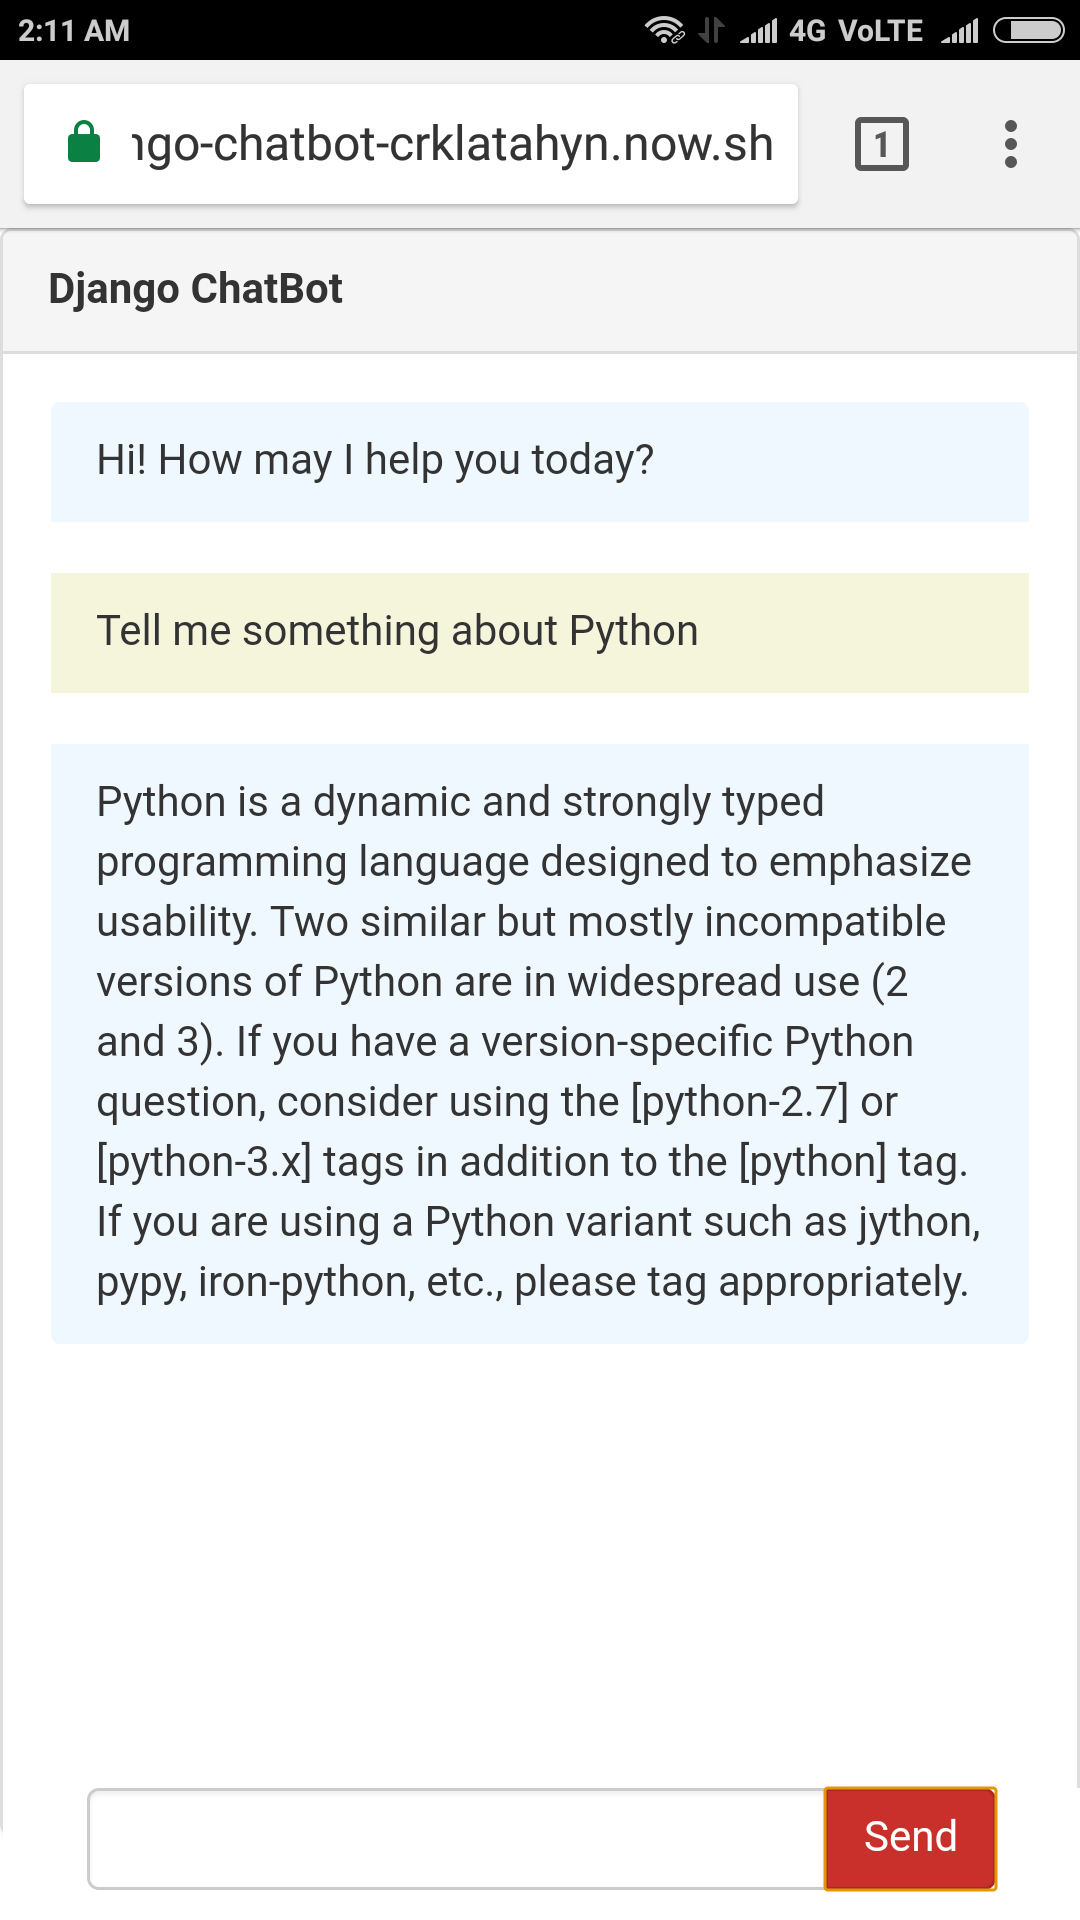 2:11 AM
4G VoLTE
ngo-chatbot-crklatahyn.now.sh
1
Django ChatBot
Hi! How may I help you today?
Tell me something about Python
Python is a dynamic and strongly typed
programming language designed to emphasize
usability. Two similar but mostly incompatible
versions of Python are in widespread use (2
and 3). If you have a version-specific Python
question, consider using the [python-2.7] or
[python-3.x] tags in addition to the [python] tag.
If you are using a Python variant such as jython,
pypy, iron-python, etc., please tag appropriately.
Send